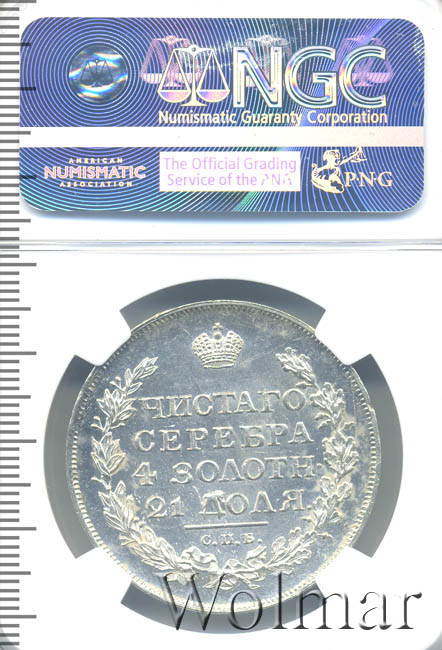 NGC
Numismatic Guaranty Corporation
AMERICAN
NUMISMATIC
ASSOCIATION
The Official Grading
Service of the ANA
PNG
ЧИСТАГО
СЕРЕБРА
4 ЗОЛОТН.
21 ДОЛЯ.
С.П.Б.
Wolmar